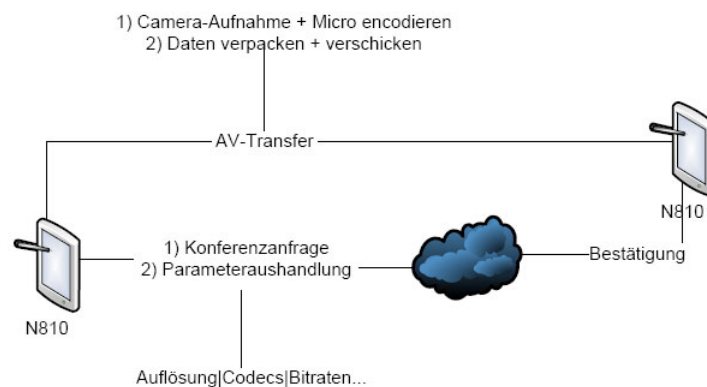 1) Camera-Aufnahme + Micro encodieren
2) Daten verpacken + verschicken
AV-Transfer
N810
1) Konferenzanfrage
2) Parameteraushandlung
Bestätigung
N810
Auflösung|Codecs|Bitraten...